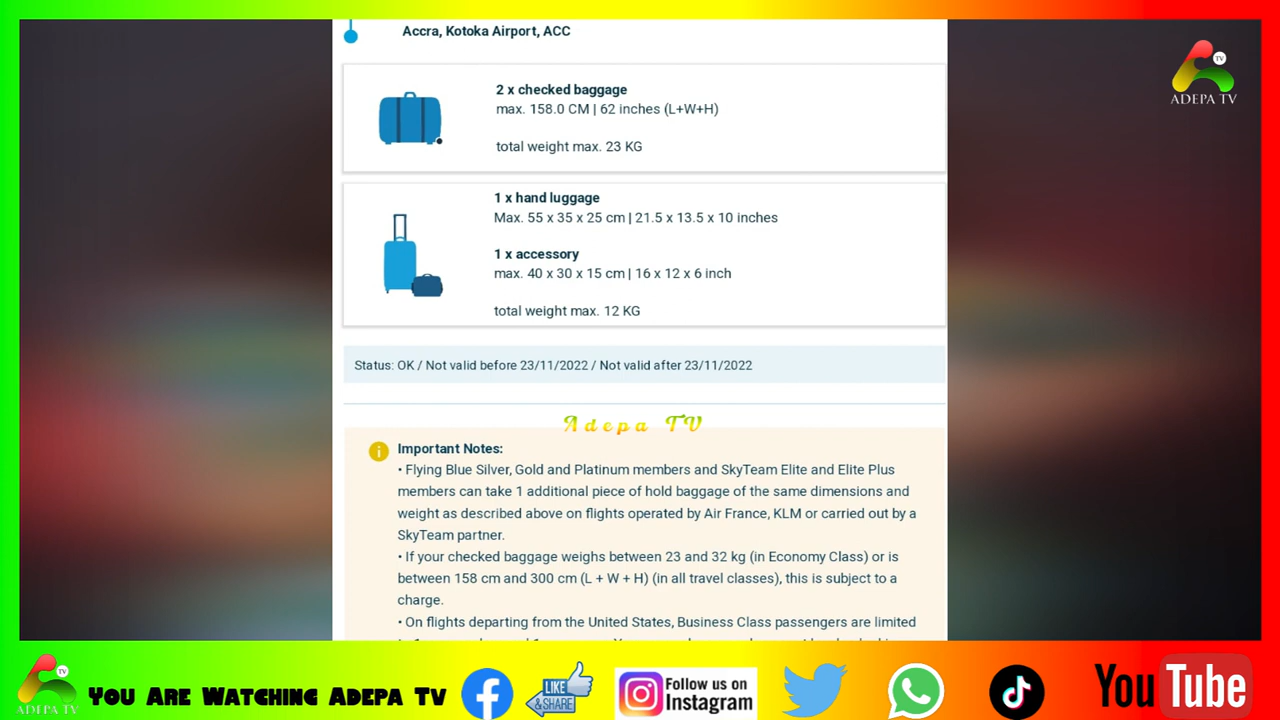 Accra, Kotoka Airport, ACC
TV
ADEPA TV
2 x checked baggage
max. 158.0 CM | 62 inches (L+W+H)
total weight max. 23 KG
1 x hand luggage
Max. 55 x 35 x 25 cm | 21.5 x 13.5 x 10 inches
1 x accessory
max. 40 x 30 x 15 cm | 16 x 12 x 6 inch
total weight max. 12 KG
Status: OK / Not valid before 23/11/2022 / Not valid after 23/11/2022
Adepa TV
i
Important Notes:
• Flying Blue Silver, Gold and Platinum members and SkyTeam Elite and Elite Plus
members can take 1 additional piece of hold baggage of the same dimensions and
weight as described above on flights operated by Air France, KLM or carried out by a
SkyTeam partner.
• If your checked baggage weighs between 23 and 32 kg (in Economy Class) or is
between 158 cm and 300 cm (L + W + H) (in all travel classes), this is subject to a
charge.
• On flights departing from the United States, Business Class passengers are limited
TV
ADEPA TV
You Are Watching Adepa Tv
f
LIKE
&SHARE
Follow us on
Instagram
YouTube